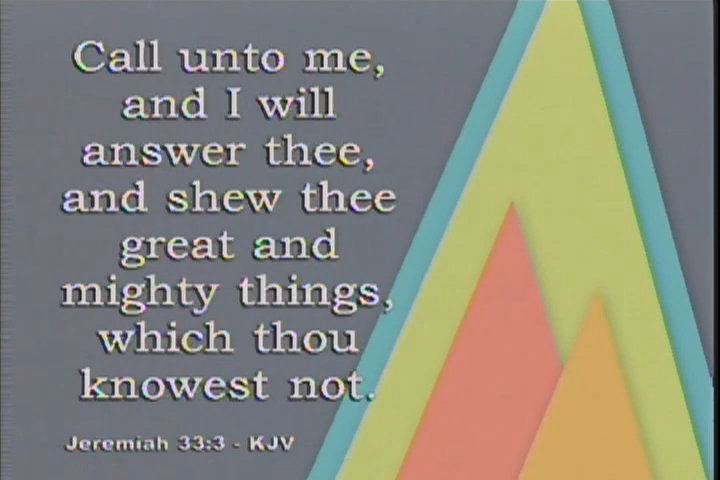 Call unto me,
and I will
answer thee,
and shew thee
great and
mighty things,
which thou
knowest not.
Jeremiah 33:3 - KJV